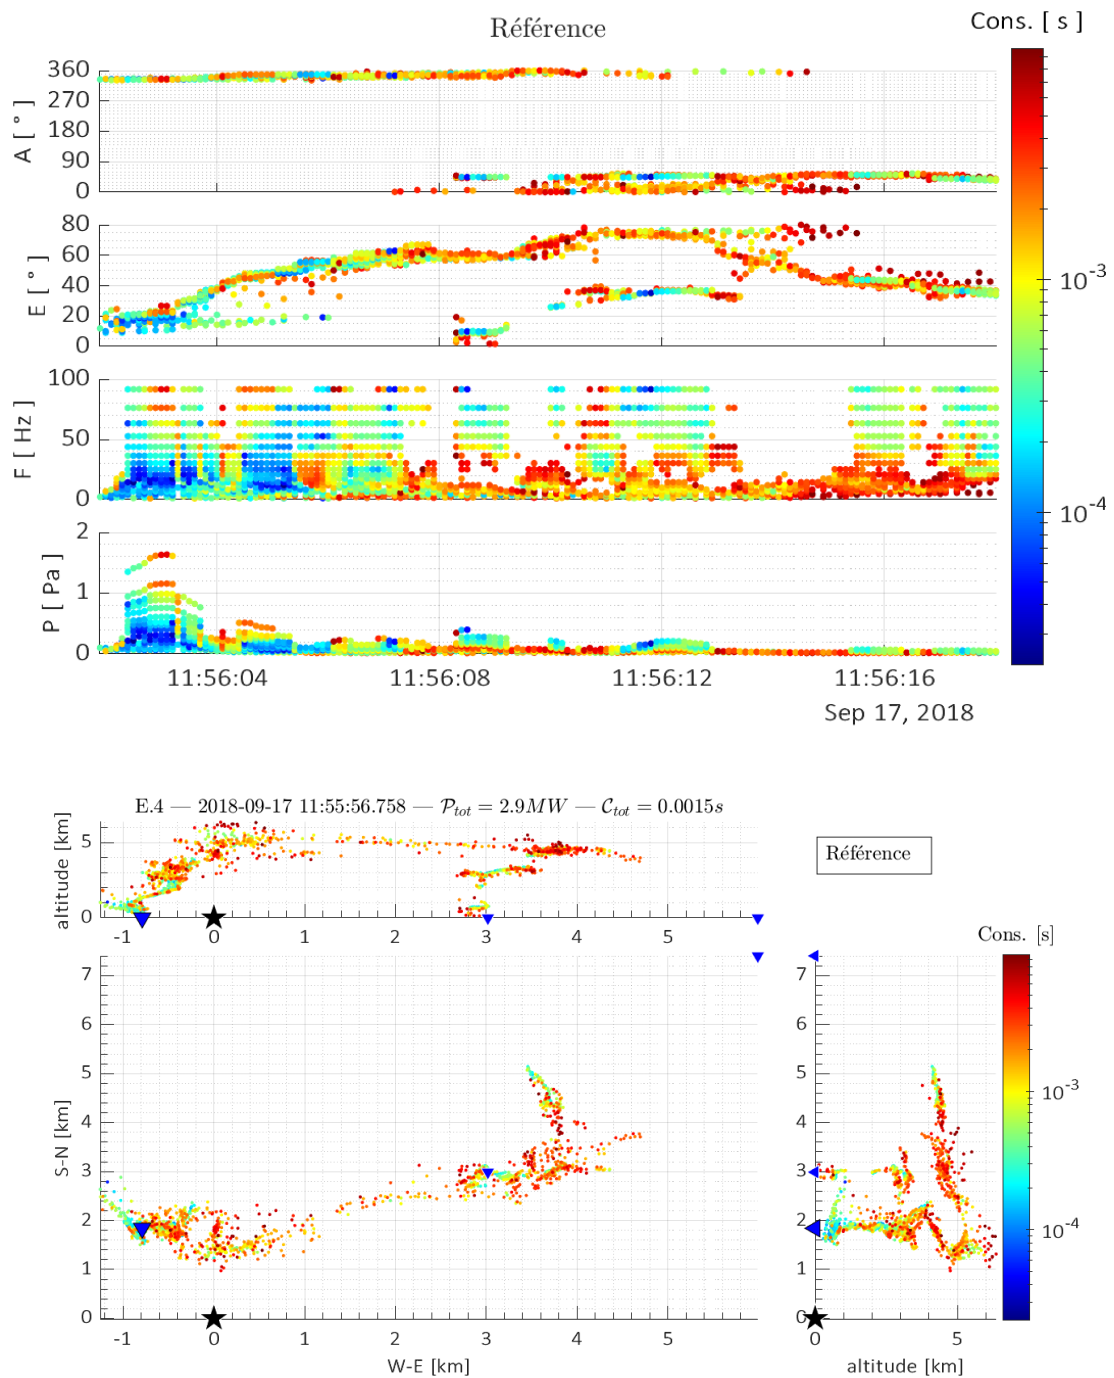 Référence
Cons. [ s ]
A [ ° ]
360
270
180
90
0
E [ ° ]
80
60
40
20
0
F [ Hz ]
100
50
0
P [ Pa ]
2
1
0
11:56:04 11:56:08 11:56:12 11:56:16
Sep 17, 2018
10-3
10-4
E.4 — 2018-09-17 11:55:56.758 — Ptot = 2.9MW — Ctot = 0.0015s
altitude [km]
5
0
-1 0 1 2 3 4 5
Référence
Cons. [s]
S-N [km]
7
6
5
4
3
2
1
0
-1 0 1 2 3 4 5
W-E [km]
7
6
5
4
3
2
1
0
0 5
altitude [km]
10-3
10-4